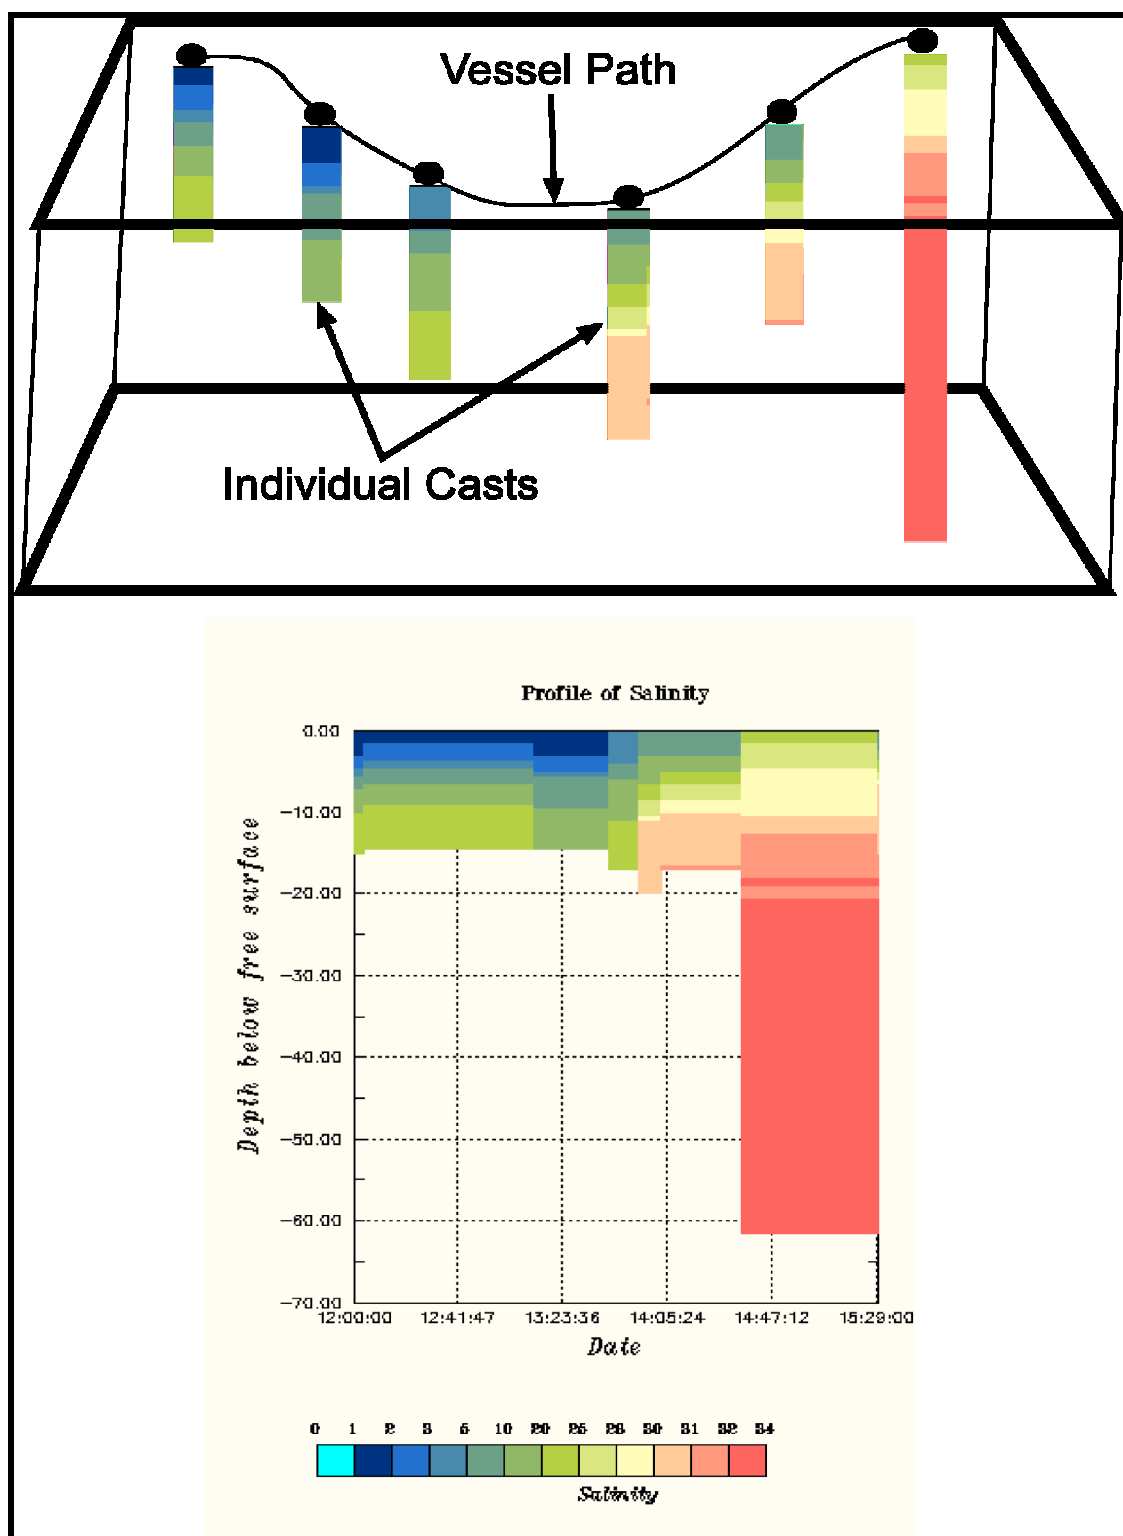 Vessel Path
Individual Casts
Profile of Salinity
0.00
-10.00
-20.00
-30.00
-40.00
-50.00
-60.00
-70.00
Depth below free surface
12:00:00 12:41:47 13:23:36 14:05:24 14:47:12 15:29:00
Date
0 1 2 3 5 10 20 25 28 30 31 32 34
Salinity